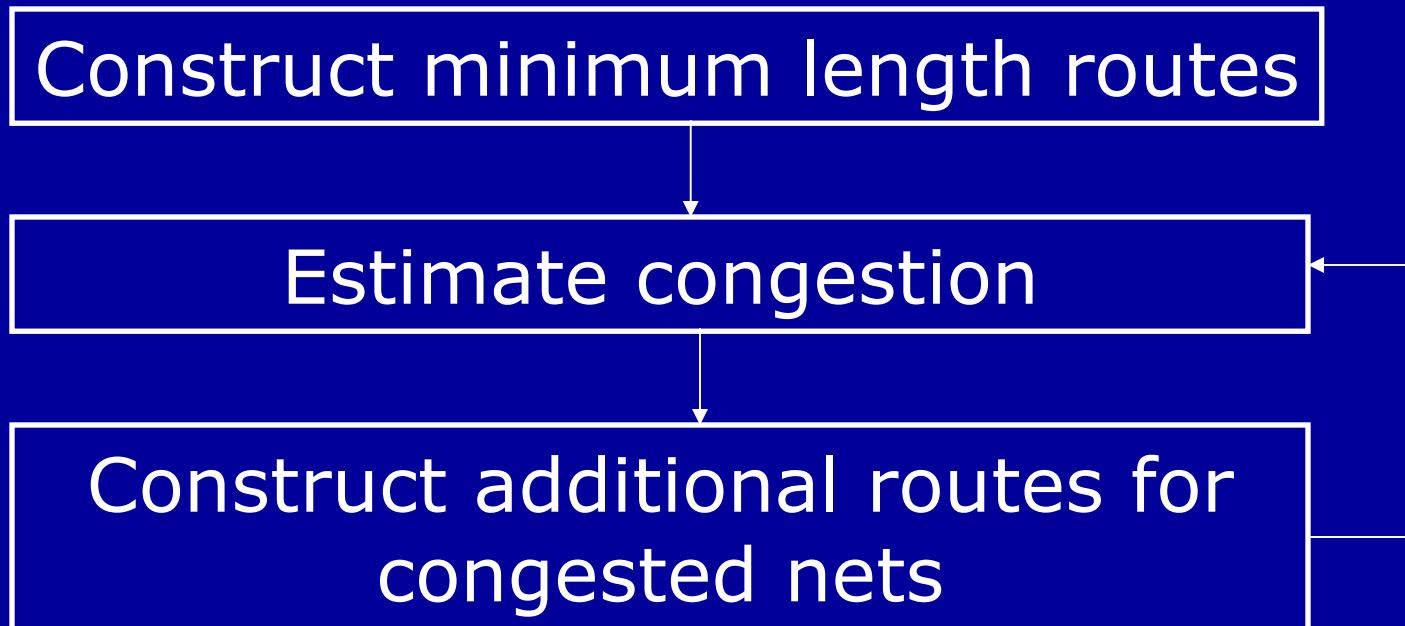 Construct minimum length routes
Estimate congestion
Construct additional routes for
congested nets